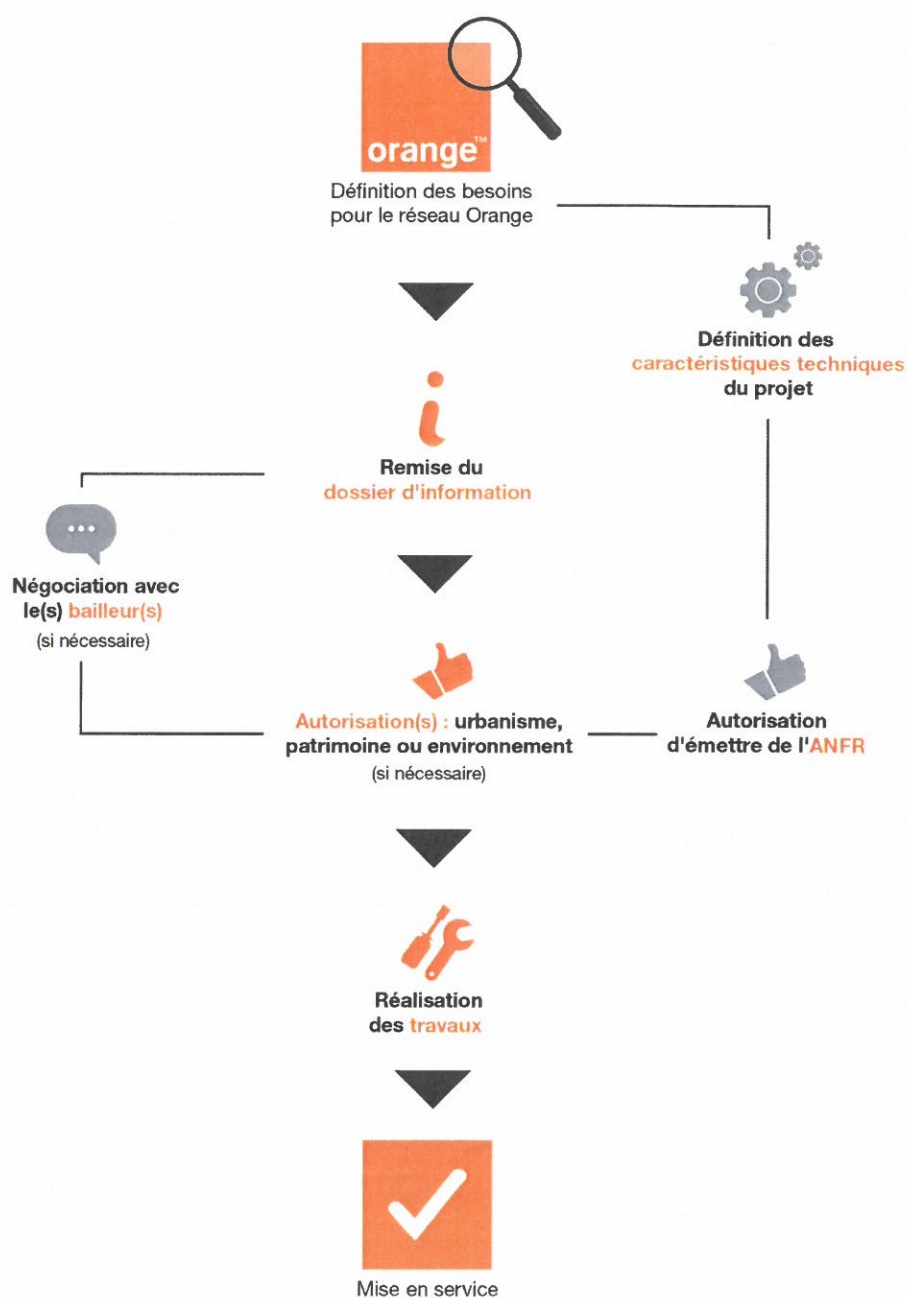 orange™
Définition des besoins
pour le réseau Orange
Définition des
caractéristiques techniques
du projet
Remise du
dossier d'information
Négociation avec
le(s) bailleur(s)
(si nécessaire)
Autorisation(s) : urbanisme,
patrimoine ou environnement
(si nécessaire)
Autorisation
d'émettre de l'ANFR
Réalisation
des travaux
Mise en service